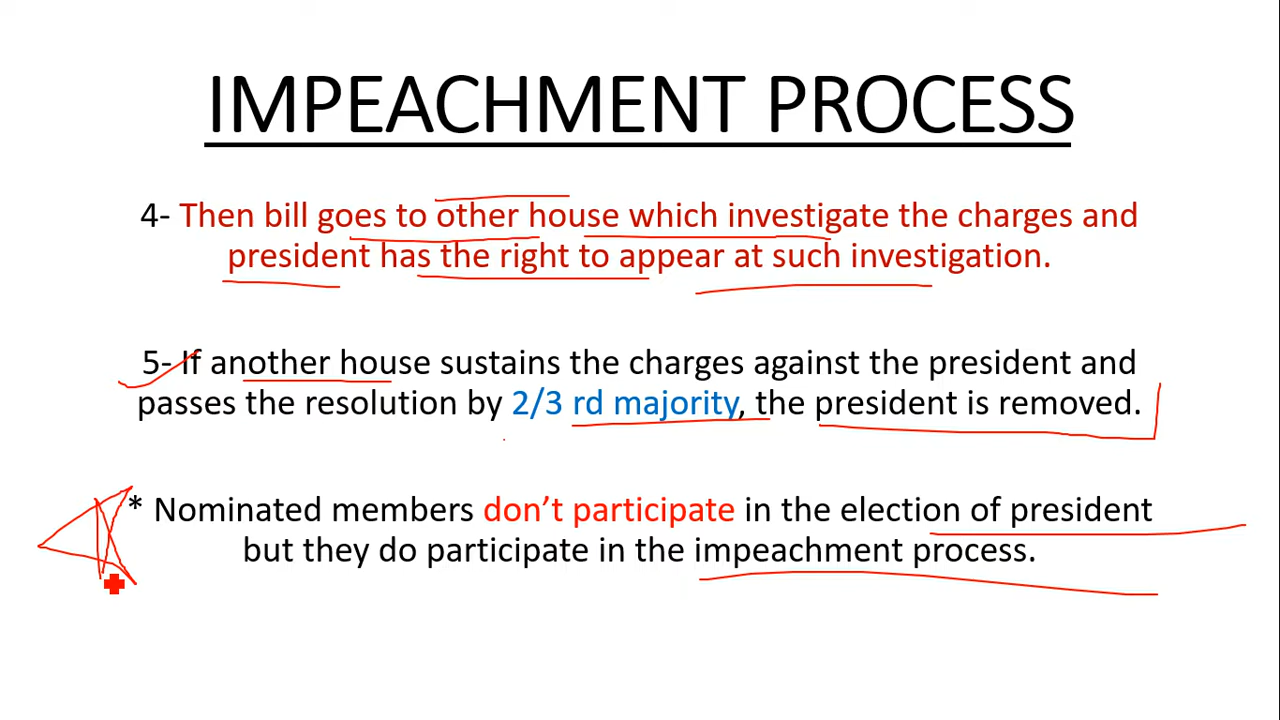 IMPEACHMENT PROCESS
4- Then bill goes to other house which investigate the charges and
president has the right to appear at such investigation.
5- If another house sustains the charges against the president and
passes the resolution by 2/3 rd majority, the president is removed.
* Nominated members don’t participate in the election of president
but they do participate in the impeachment process.